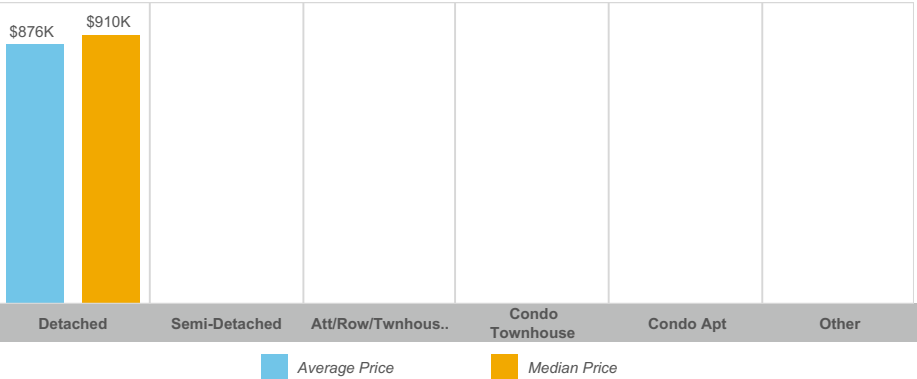 $876K
$910K
Detached
Semi-Detached
Att/Row/Twnhous..
Condo
Townhouse
Condo Apt
Other
Average Price
Median Price